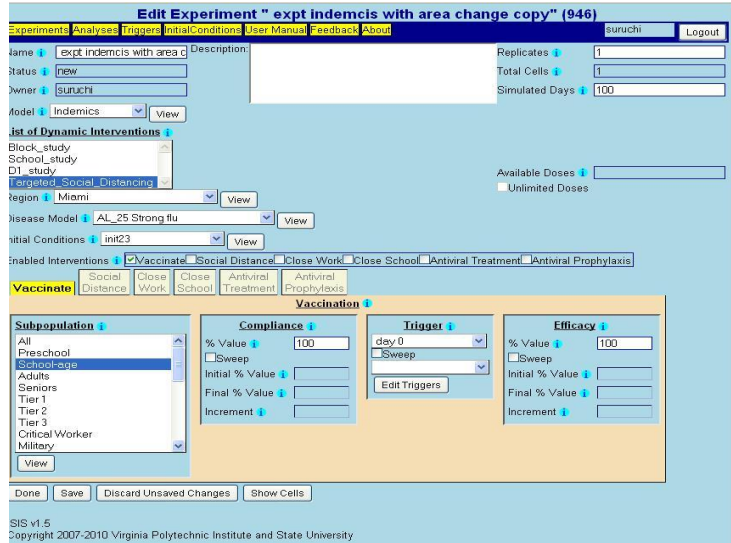 Edit Experiment " expt indemcis with area change copy" (946)
Experiments Analyses Triggers InitialConditions User Manual Feedback About suruchi Logout
Name i expt indemcis with area c Description: Replicates i 1
Status i new Total Cells i 1
Owner i suruchi Simulated Days i 100
Model i Indemics View
List of Dynamic Interventions i
Block_study
School_study
D1_study
Targeted_Social_Distancing
Available Doses i
Unlimited Doses
Region i Miami View
Disease Model i AL_25 Strong flu View
Initial Conditions i init23 View
Enabled Interventions i Vaccinate Social Distance Close Work Close School Antiviral Treatment Antiviral Prophylaxis
Vaccinate Social Distance Close Work Close School Antiviral Treatment Antiviral Prophylaxis
Vaccination i
Subpopulation i
All
Preschool
School-age
Adults
Seniors
Tier 1
Tier 2
Tier 3
Critical Worker
Military
View
Compliance i
% Value i 100
Sweep
Initial % Value i
Final % Value i
Increment i
Trigger i
day 0
Sweep
Edit Triggers
Efficacy i
% Value i 100
Sweep
Initial % Value i
Final % Value i
Increment i
Done Save Discard Unsaved Changes Show Cells
ISIS v1.5
Copyright 2007-2010 Virginia Polytechnic Institute and State University